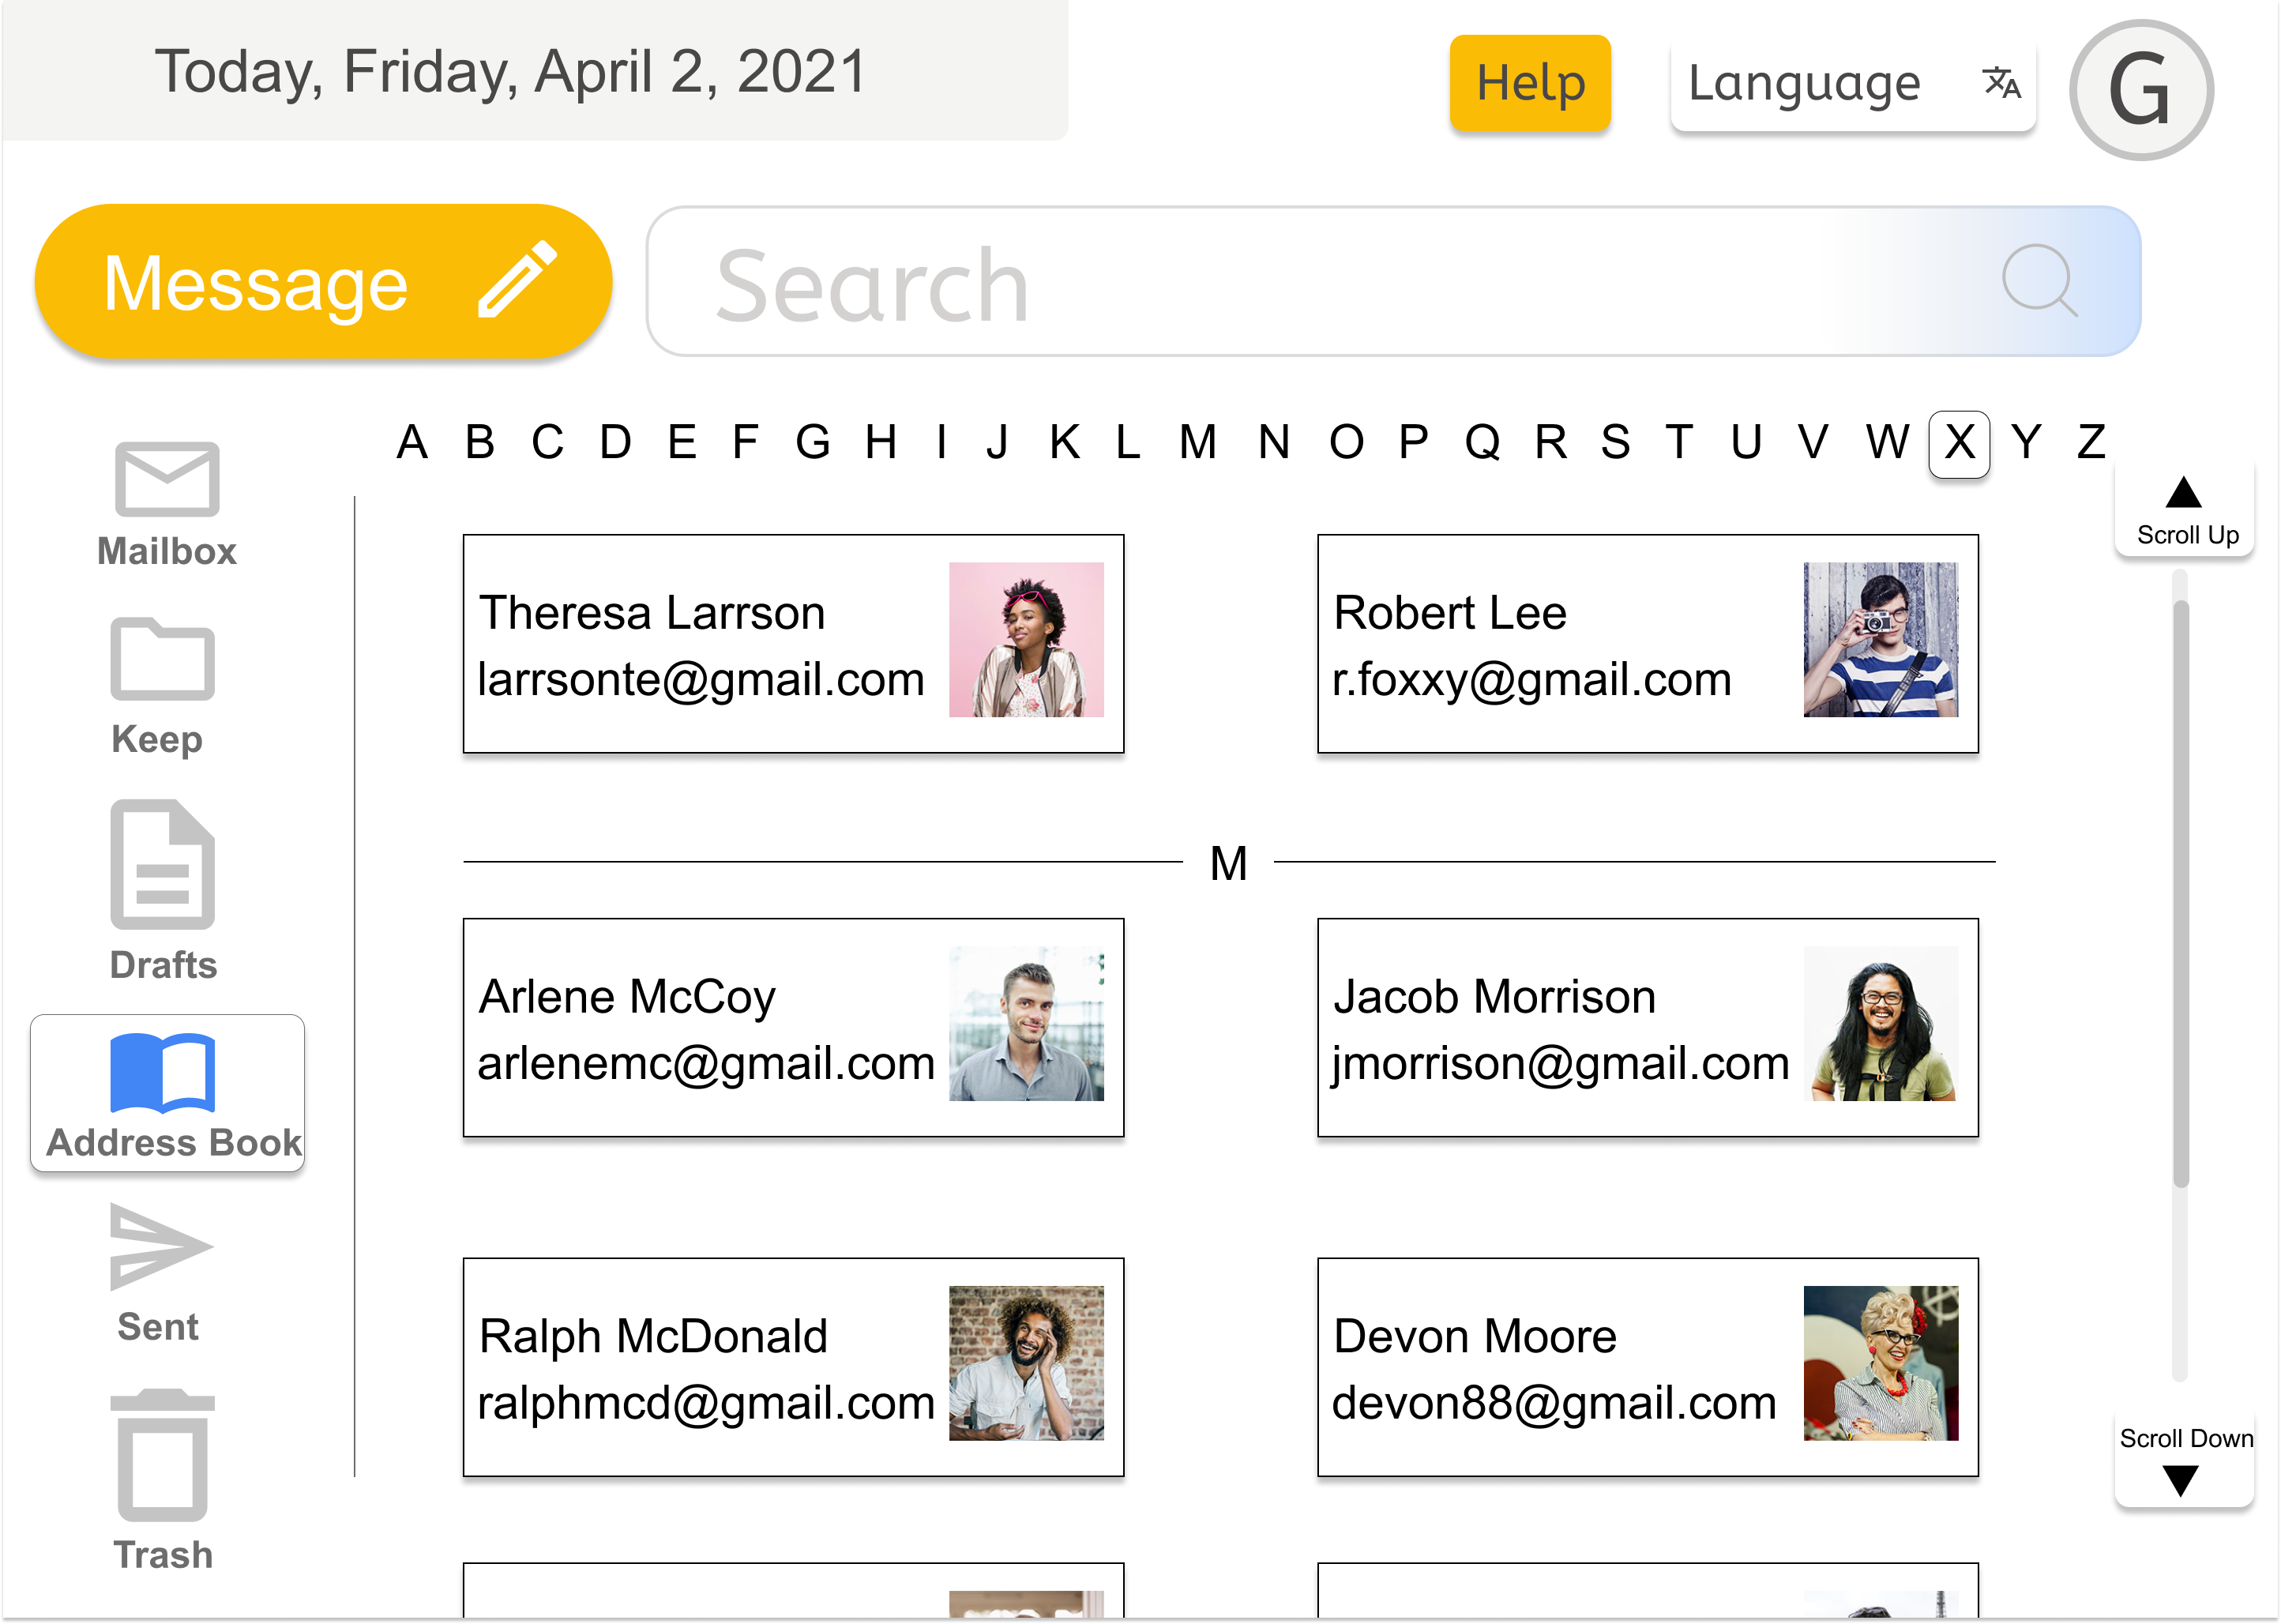 Today, Friday, April 2, 2021
Help
Language
G
Message
Search
A B C D E F G H I J K L M N O P Q R S T U V W X Y Z
Mailbox
Keep
Drafts
Address Book
Sent
Trash
Scroll Up
Theresa Larrson
larrsonte@gmail.com
Robert Lee
r.foxxy@gmail.com
M
Arlene McCoy
arlenemc@gmail.com
Jacob Morrison
jmorrison@gmail.com
Ralph McDonald
ralphmcd@gmail.com
Devon Moore
devon88@gmail.com
Scroll Down